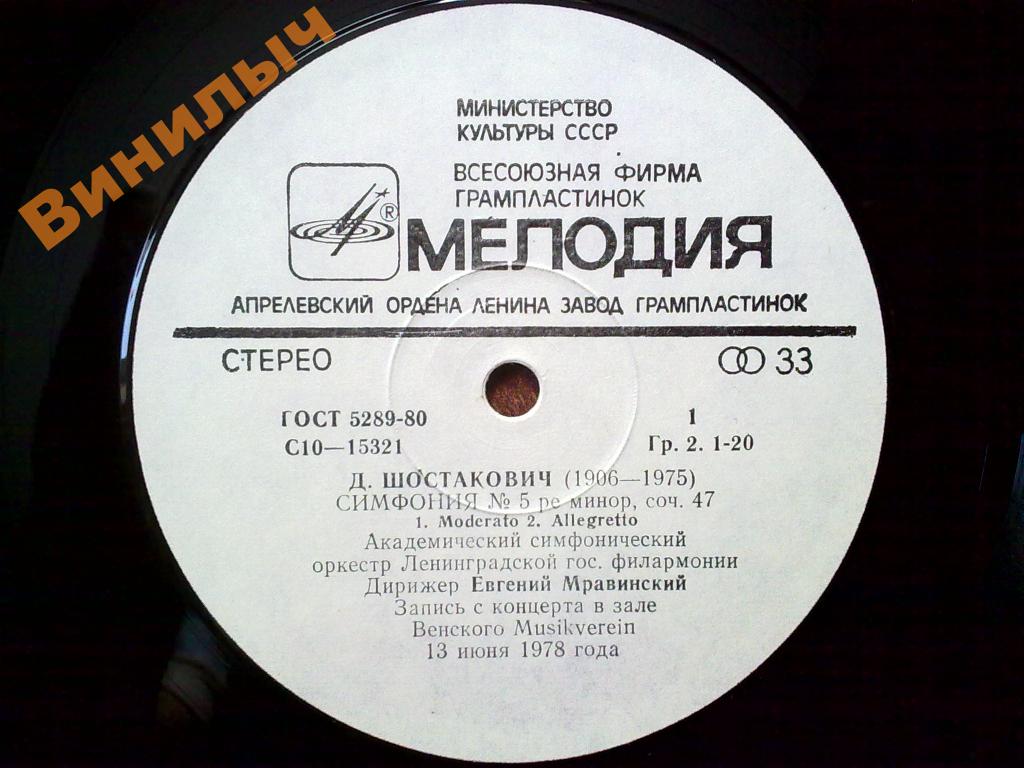 Винилыч
МИНИСТЕРСТВО
КУЛЬТУРЫ СССР
ВСЕСОЮЗНАЯ ФИРМА
ГРАМПЛАСТИНОК
®
МЕЛОДИЯ
АПРЕЛЕВСКИЙ ОРДЕНА ЛЕНИНА ЗАВОД ГРАМПЛАСТИНОК
СТЕРЕО 33
ГОСТ 5289-80 1
С10—15321 Гр. 2. 1-20
Д. ШОСТАКОВИЧ (1906—1975)
СИМФОНИЯ № 5 ре минор, соч. 47
1. Moderato 2. Allegretto
Академический симфонический
оркестр Ленинградской гос. филармонии
Дирижер Евгений Мравинский
Запись с концерта в зале
Венского Musikverein
13 июня 1978 года